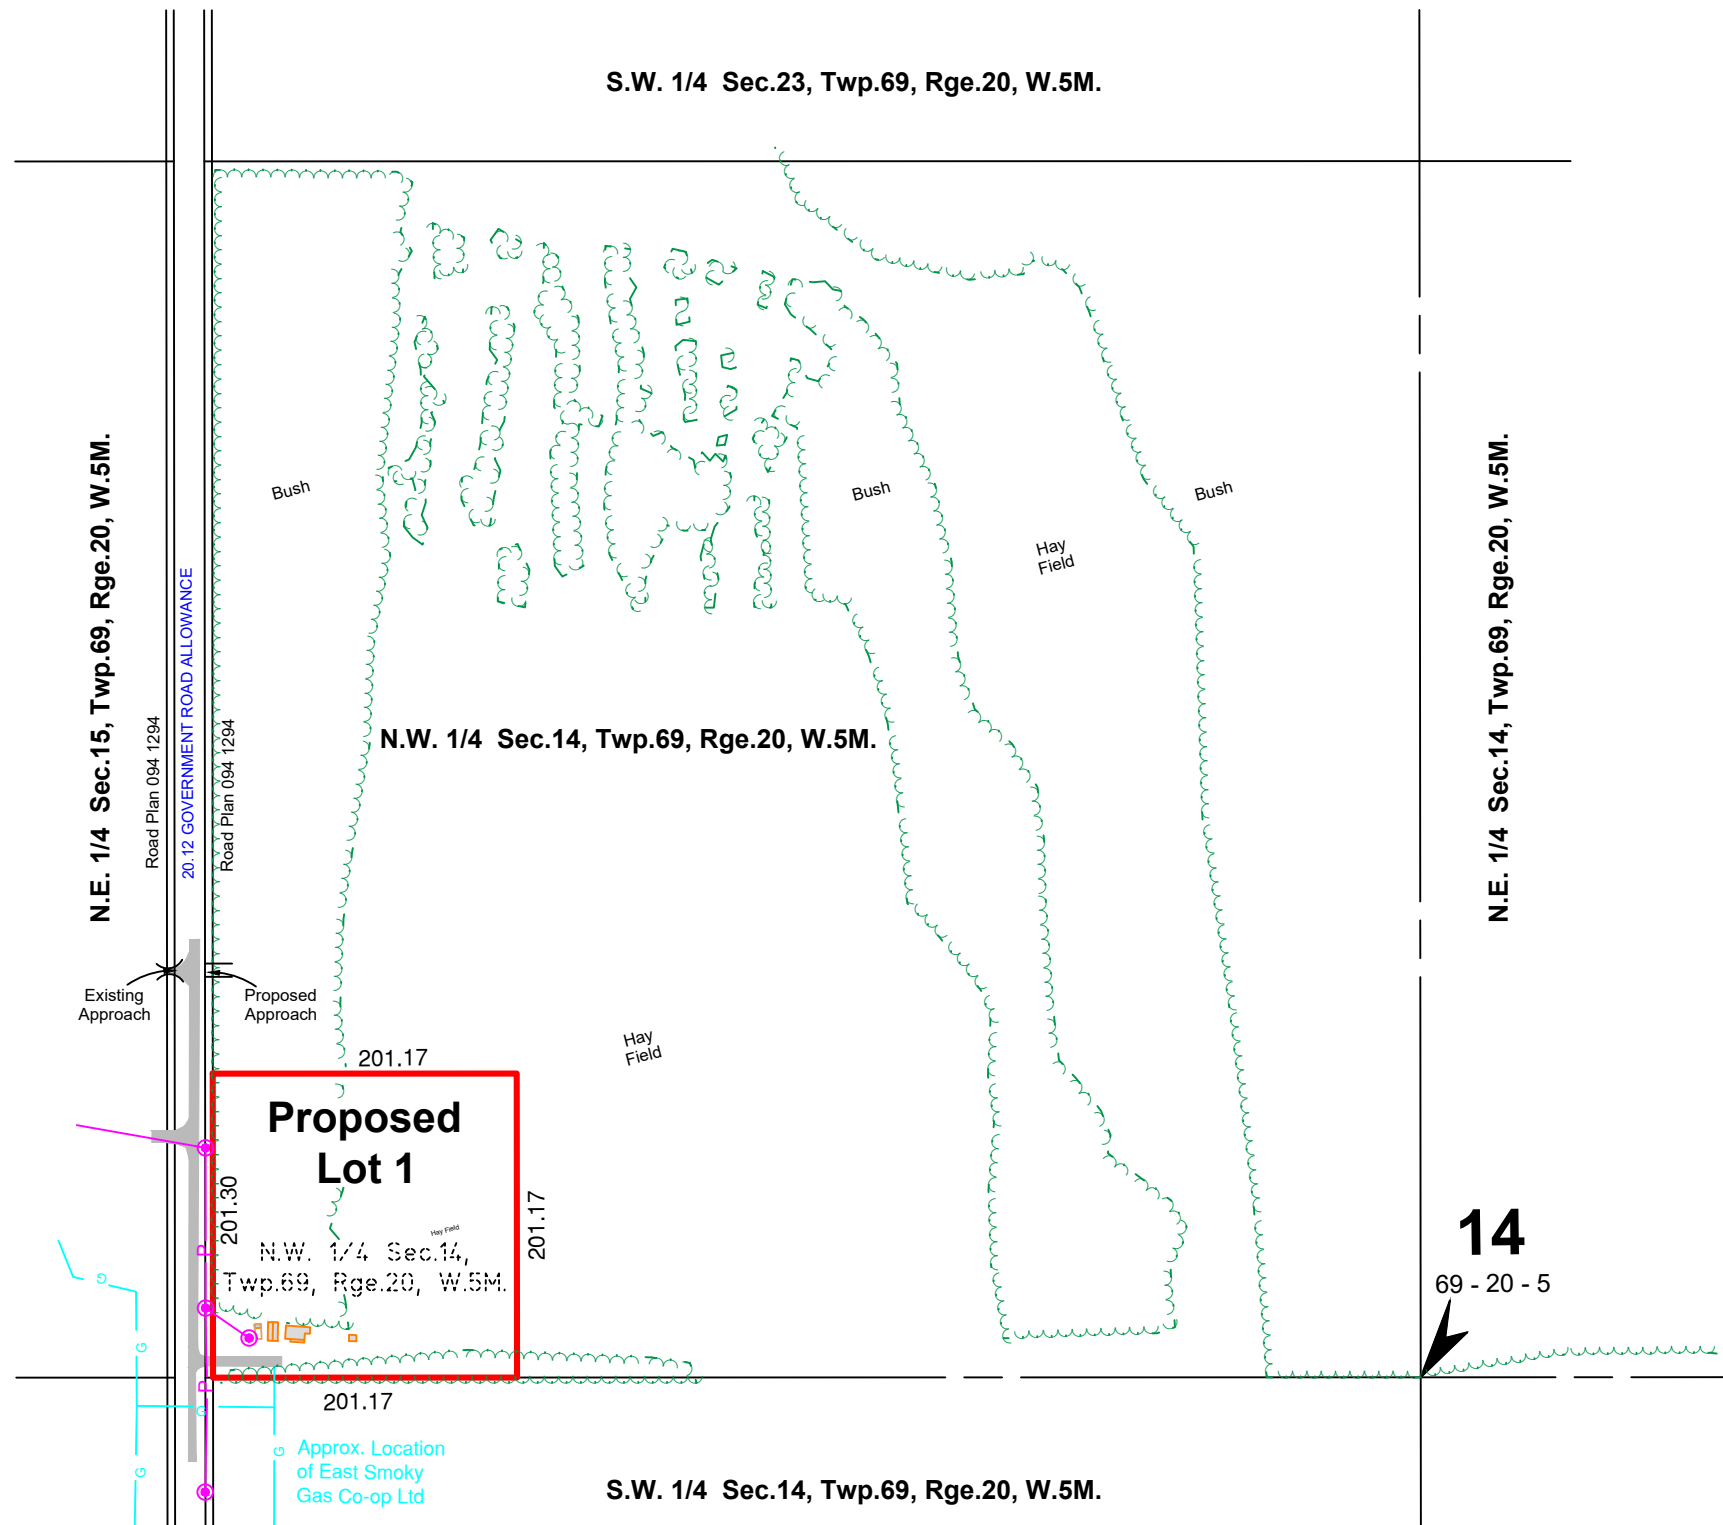 S.W. 1/4 Sec.23, Twp.69, Rge.20, W.5M.
N.E. 1/4 Sec.15, Twp.69, Rge.20, W.5M.
Road Plan 094 1294
20.12 GOVERNMENT ROAD ALLOWANCE
Road Plan 094 1294
Bush
Bush
Bush
Hay
Field
N.W. 1/4 Sec.14, Twp.69, Rge.20, W.5M.
N.E. 1/4 Sec.14, Twp.69, Rge.20, W.5M.
Existing
Approach
Proposed
Approach
Hay
Field
201.17
Proposed
Lot 1
201.30
201.17
Hay Field
N.W. 1/4 Sec.14,
Twp.69, Rge.20, W.5M.
P
G
G
P
G
G
G
201.17
Approx. Location
of East Smoky
Gas Co-op Ltd
14
69 - 20 - 5
S.W. 1/4 Sec.14, Twp.69, Rge.20, W.5M.